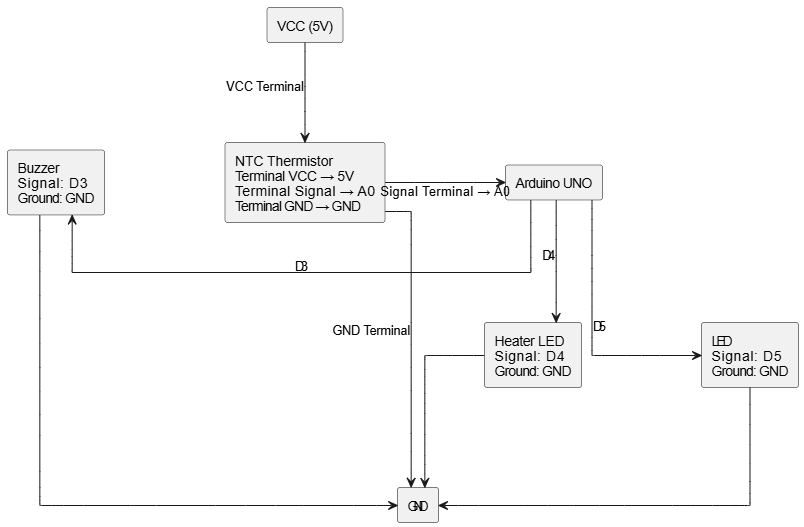 VCC (5V)
VCC Terminal
Buzzer
Signal: D3
Ground: GND
NTC Thermistor
Terminal VCC → 5V
Terminal Signal → A0
Terminal GND → GND
Signal Terminal → A0
Arduino UNO
D3
D4
D5
GND Terminal
Heater LED
Signal: D4
Ground: GND
LED
Signal: D5
Ground: GND
GND